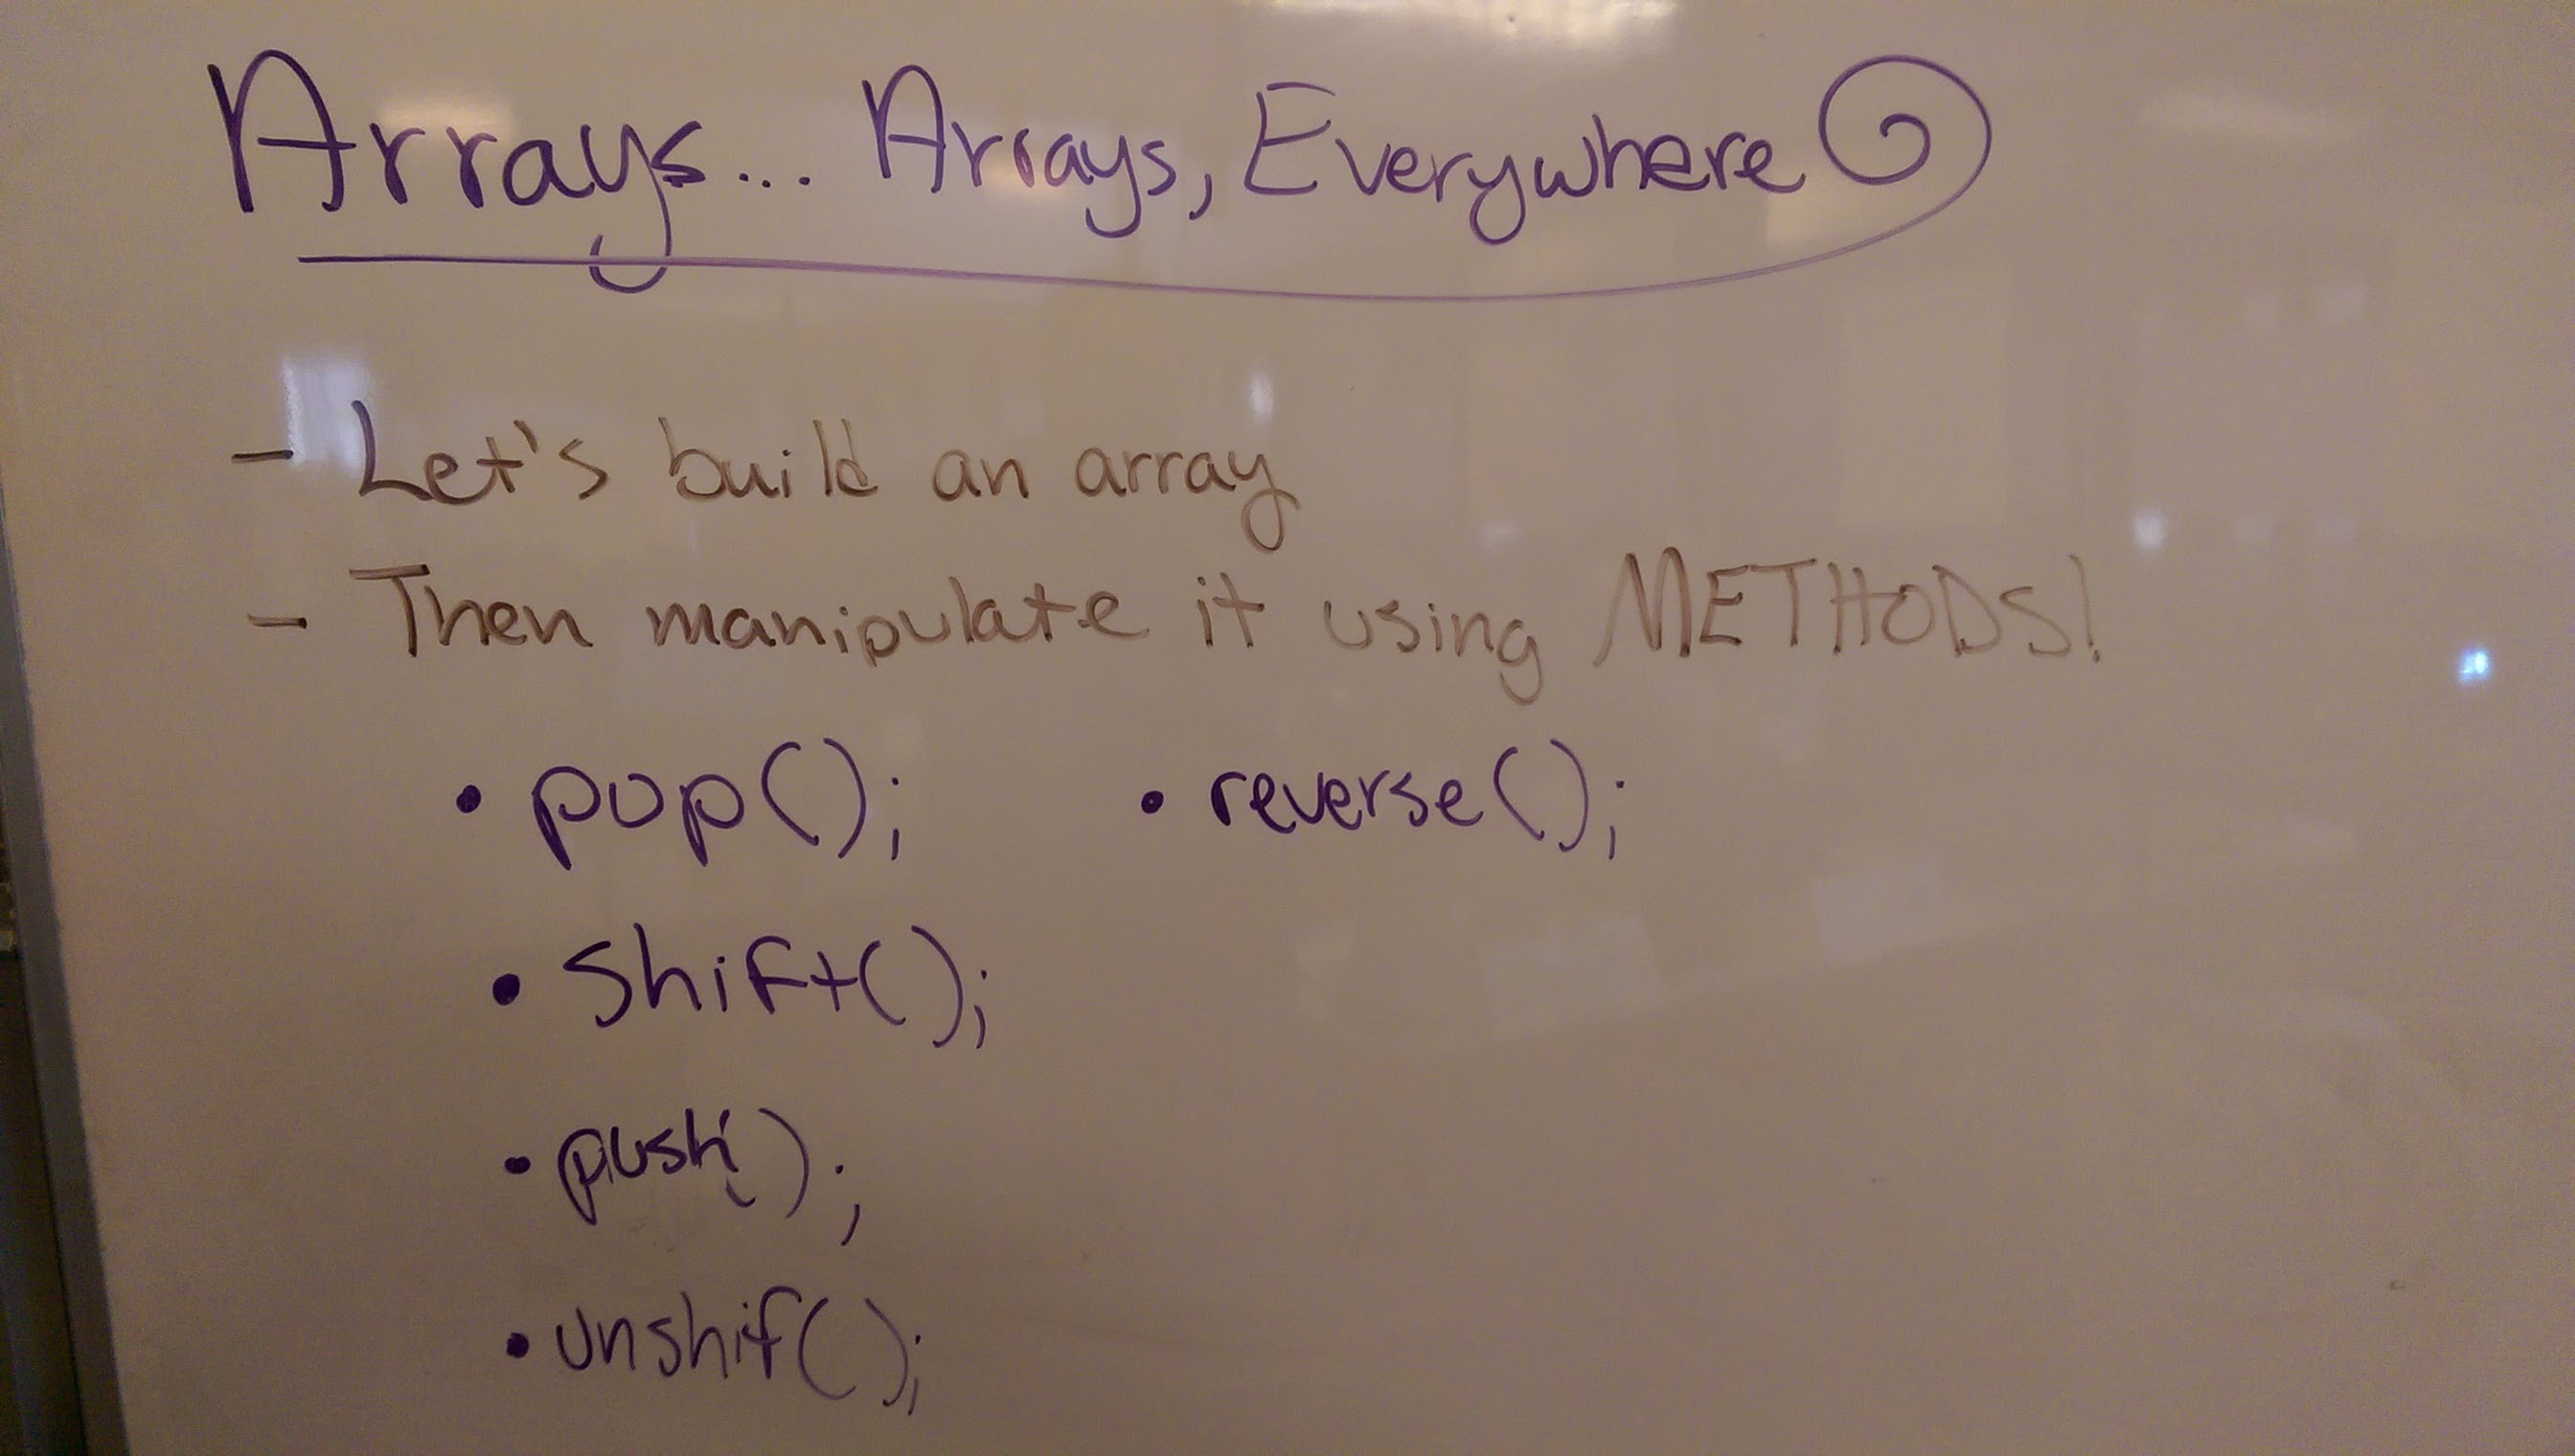 Arrays... Arrays, Everywhere
- Let's build an array
- Then manipulate it using METHODS!
• pop(); • reverse();
• shift();
• push();
• unshif();